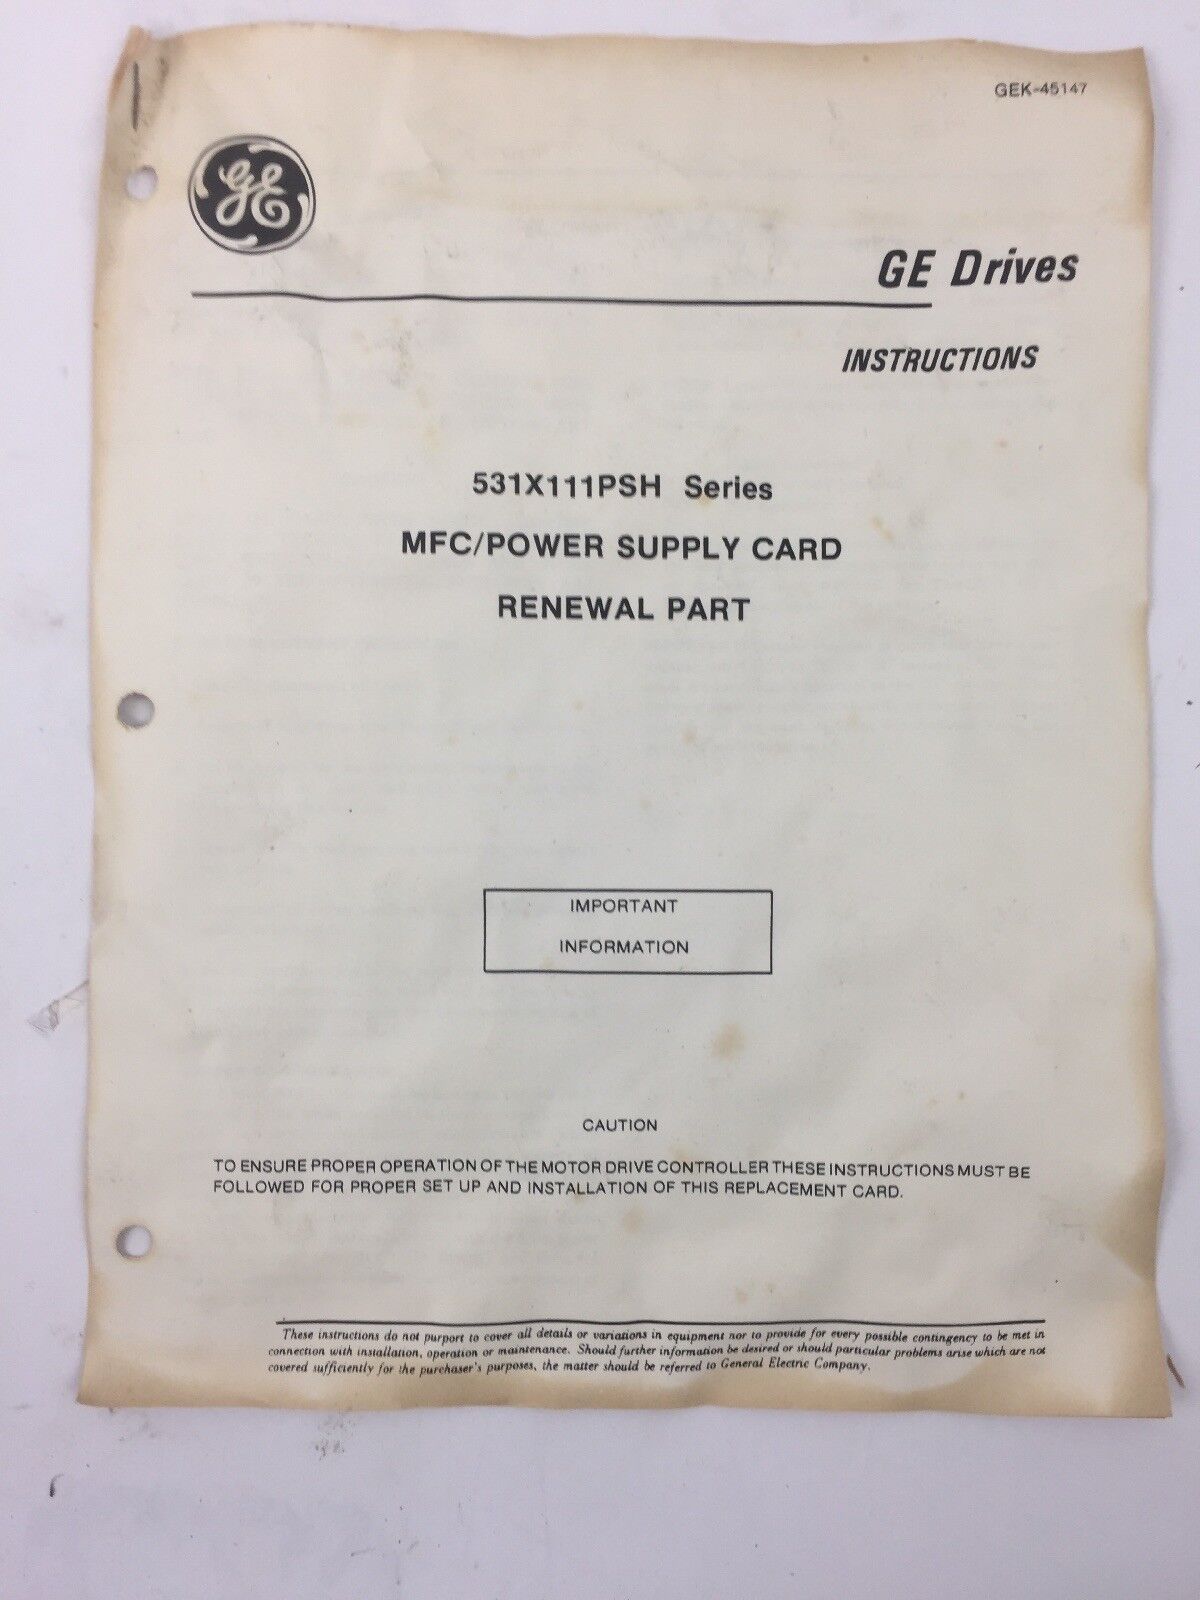 GEK-45147
GE
GE Drives
INSTRUCTIONS
531X111PSH Series
MFC/POWER SUPPLY CARD
RENEWAL PART
IMPORTANT
INFORMATION
CAUTION
TO ENSURE PROPER OPERATION OF THE MOTOR DRIVE CONTROLLER THESE INSTRUCTIONS MUST BE
FOLLOWED FOR PROPER SET UP AND INSTALLATION OF THIS REPLACEMENT CARD.
These instructions do not purport to cover all details or variations in equipment nor to provide for every possible contingency to be met in
connection with installation, operation or maintenance. Should further information be desired or should particular problems arise which are not
covered sufficiently for the purchaser's purposes, the matter should be referred to General Electric Company.